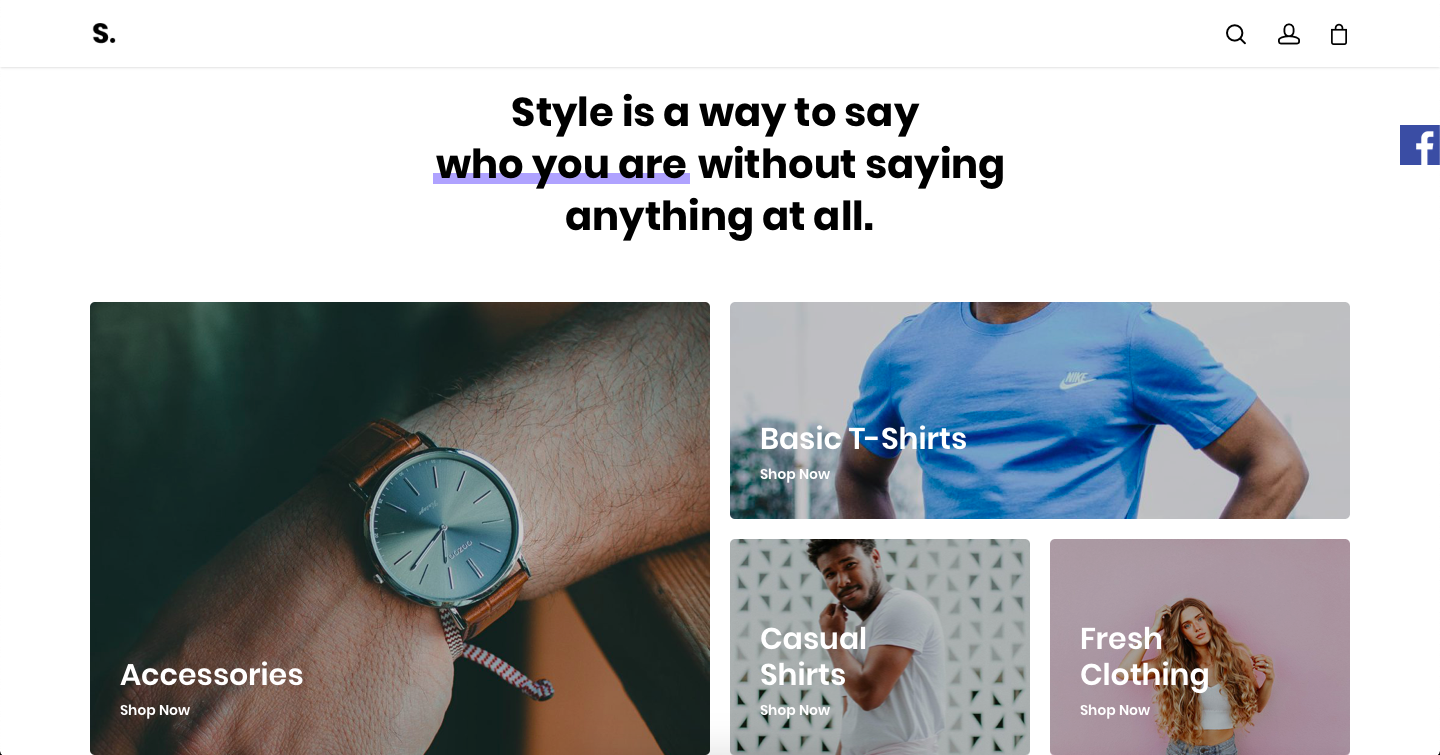 S.
Style is a way to say
who you are without saying
anything at all.
f
Basic T-Shirts
Shop Now
NIKE
Accessories
Shop Now
Casual
Shirts
Shop Now
Fresh
Clothing
Shop Now